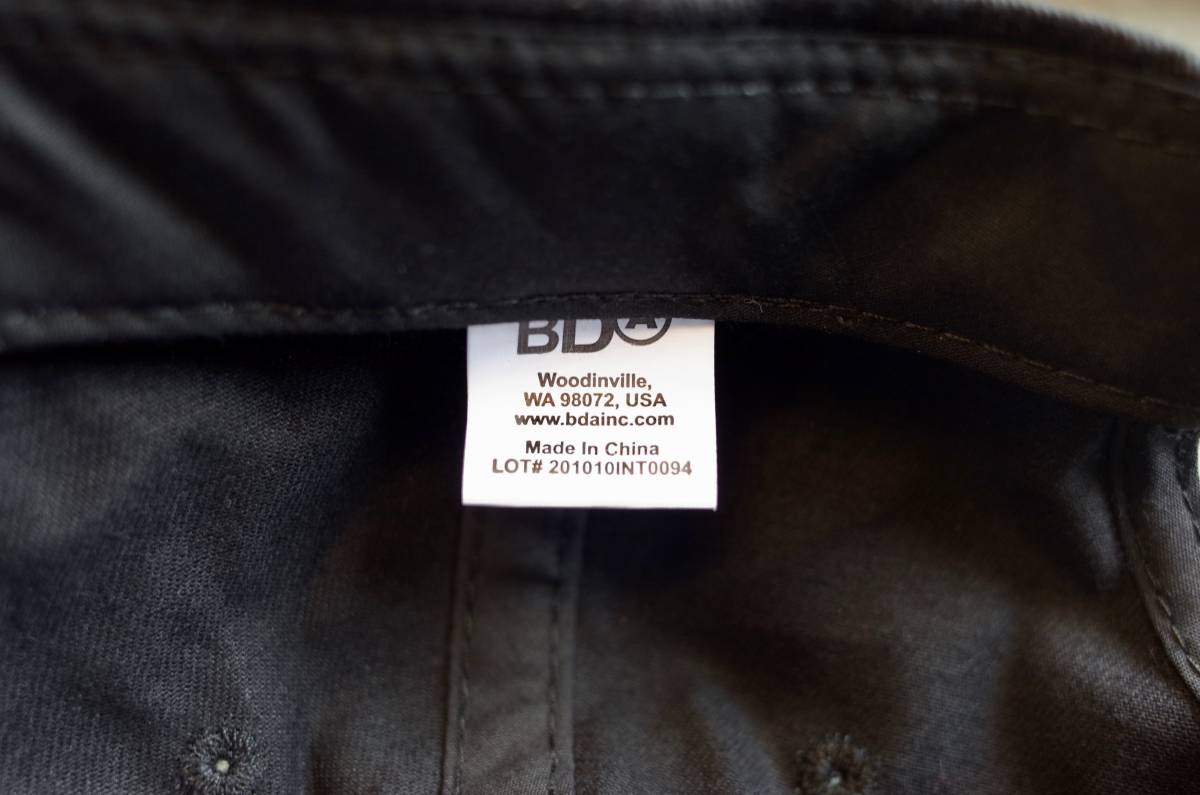 BDA
Woodinville,
WA 98072, USA
www.bdainc.com
Made In China
LOT# 201010INT0094